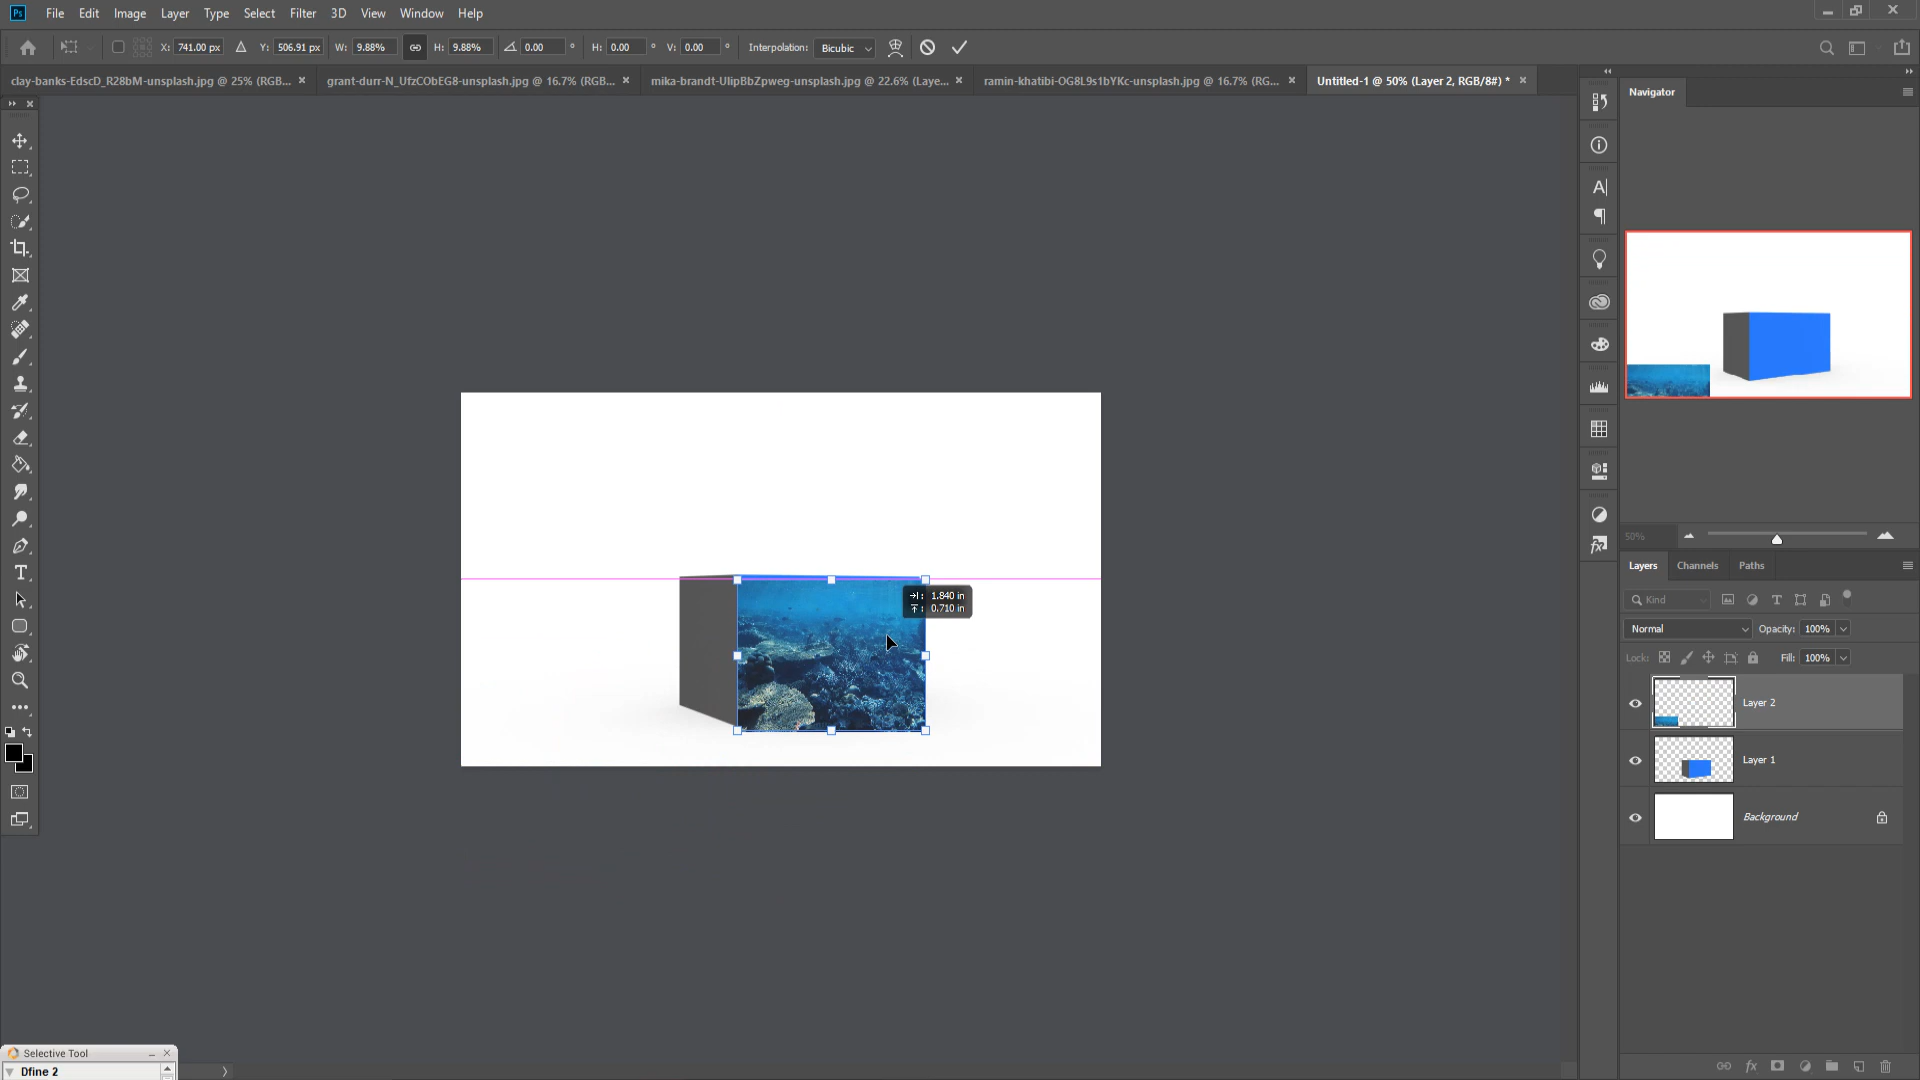 Ps File Edit Image Layer Type Select Filter 3D View Window Help
X: 741.00 px Y: 506.91 px W: 9.88% H: 9.88% 0.00 ° H: 0.00 ° V: 0.00 ° Interpolation: Bicubic
clay-banks-EdscD_R28bM-unsplash.jpg @ 25% (RGB... × grant-durr-N_UfzCObEG8-unsplash.jpg @ 16.7% (RGB... × mika-brandt-UlipBbZpweg-unsplash.jpg @ 22.6% (Laye... × ramin-khatibi-OG8L9s1bYKc-unsplash.jpg @ 16.7% (RG... × Untitled-1 @ 50% (Layer 2, RGB/8#) * ×
Navigator
50%
Layers Channels Paths
Kind
Normal Opacity: 100%
Lock: Fill: 100%
Layer 2
Layer 1
Background
fx
1.840 in
0.710 in
Selective Tool
Dfine 2